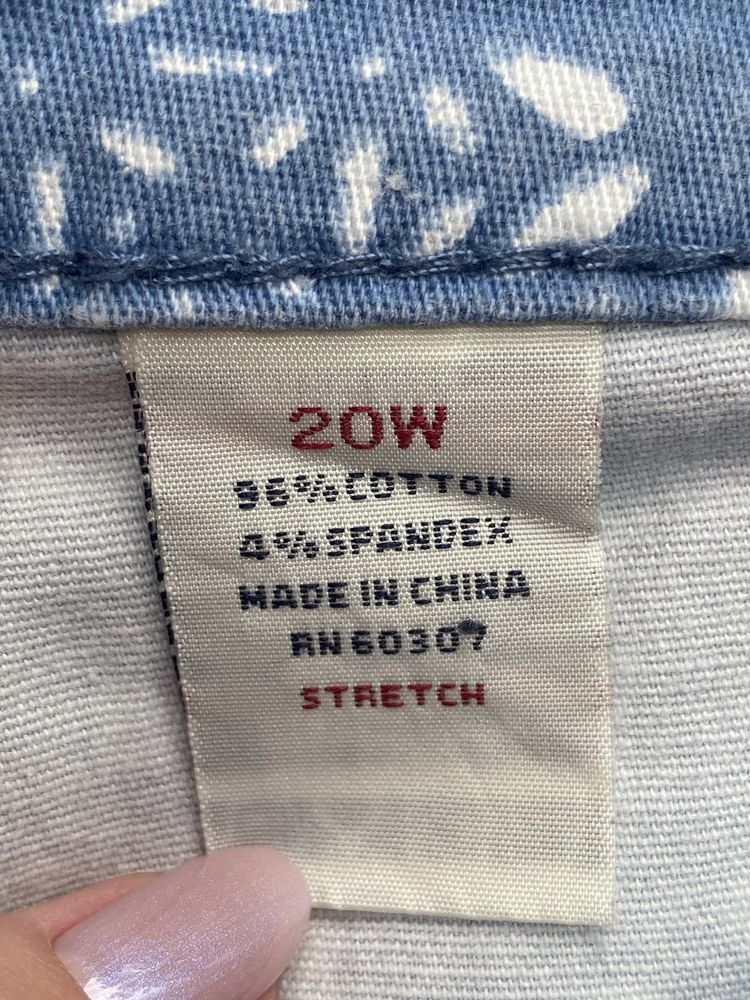 20W
96% COTTON
4% SPANDEX
MADE IN CHINA
RN 60307
STRETCH